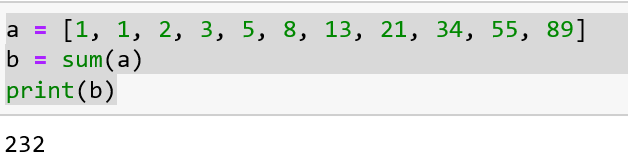 a = [1, 1, 2, 3, 5, 8, 13, 21, 34, 55, 89]
b = sum(a)
print(b)
232